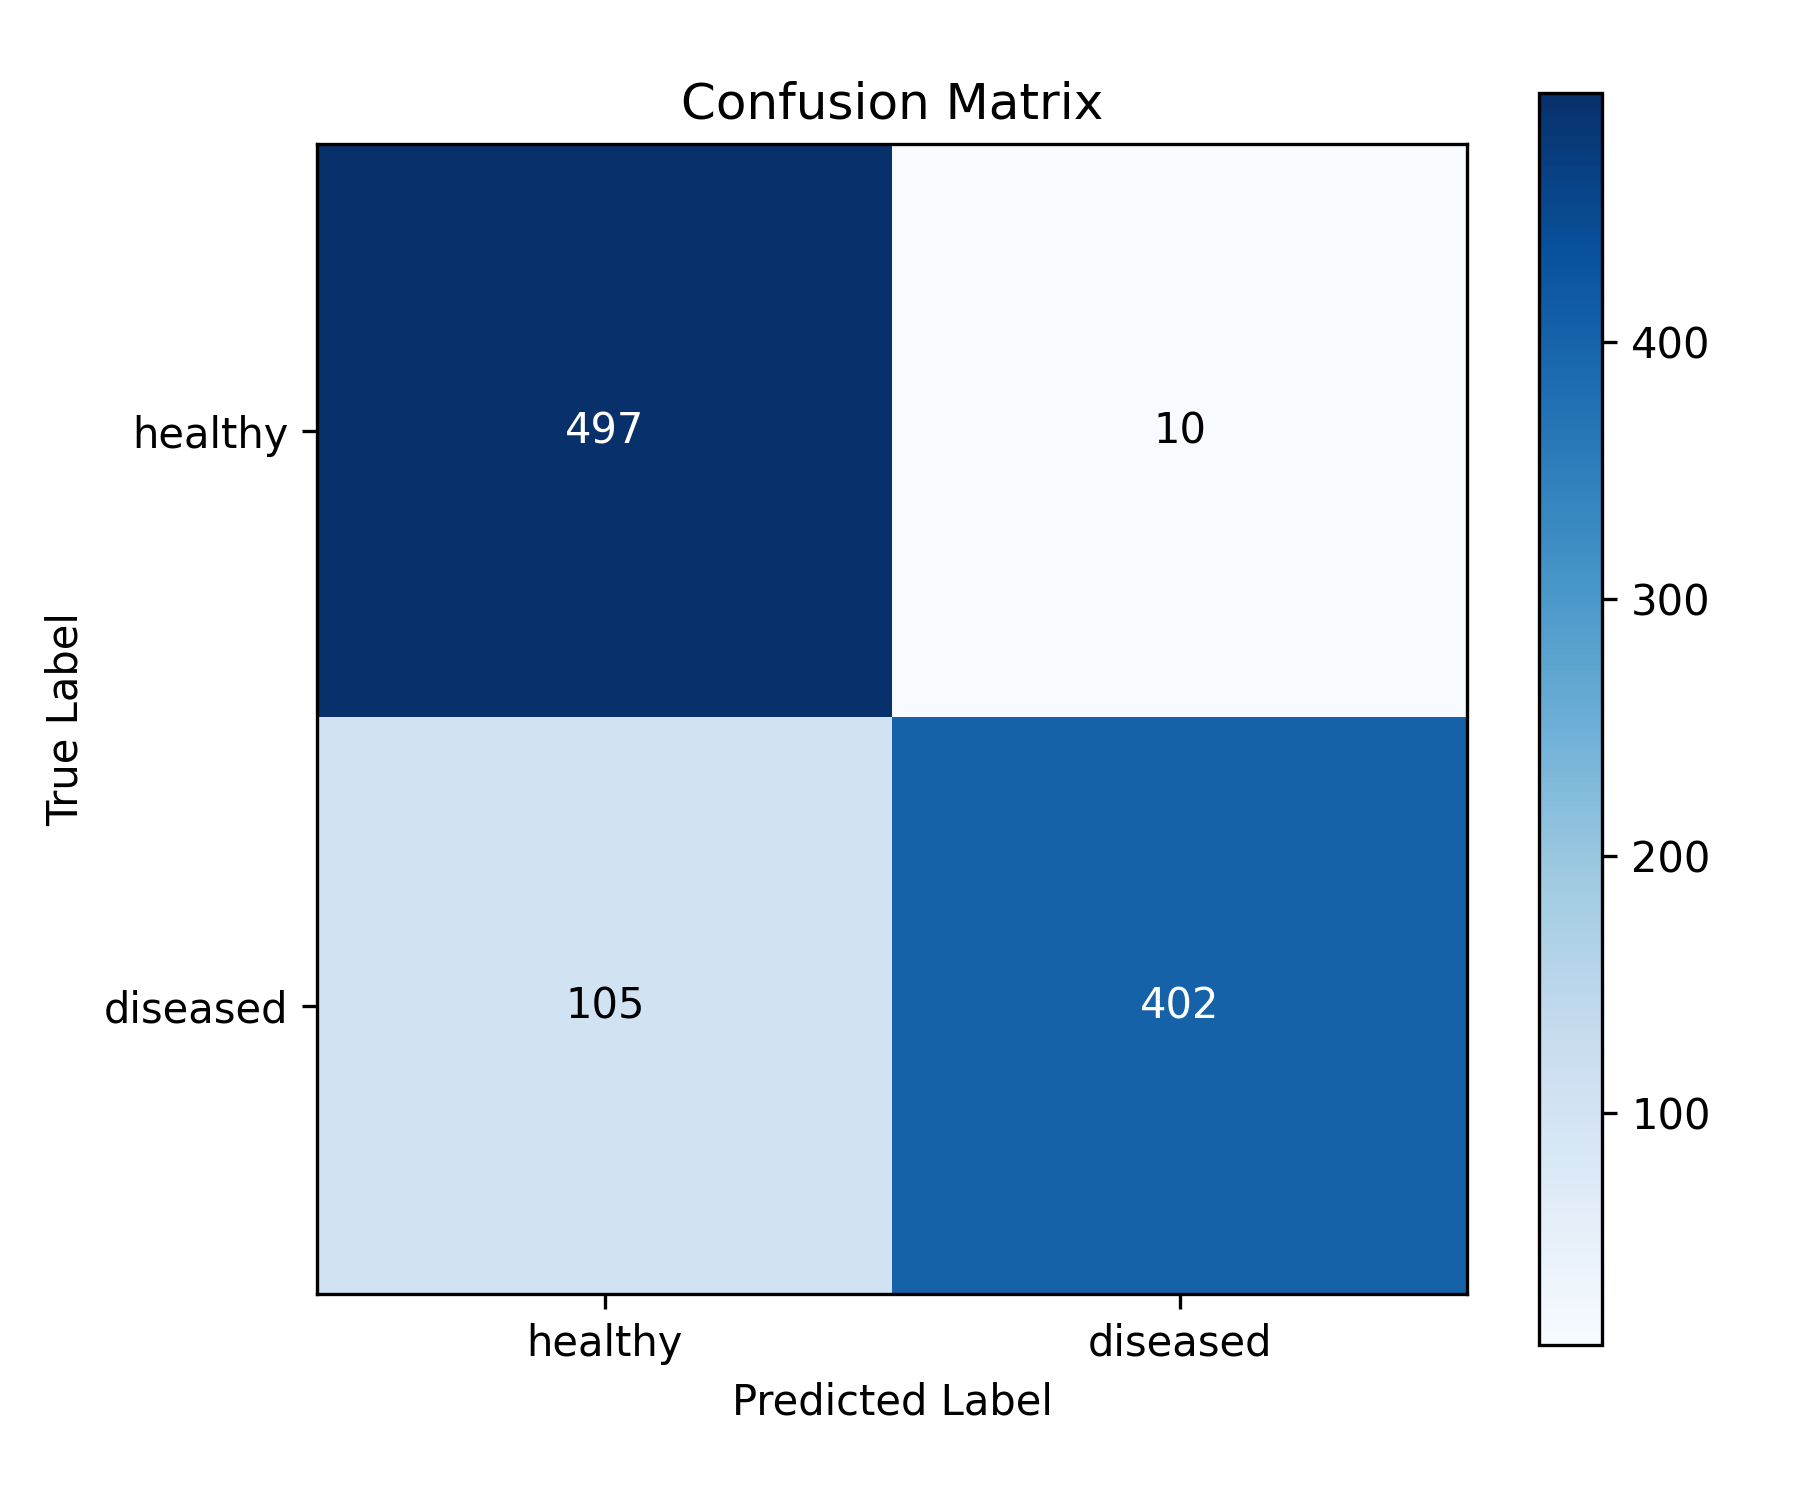 Confusion Matrix
healthy
497
10
diseased
105
402
healthy
diseased
Predicted Label
True Label
400
300
200
100